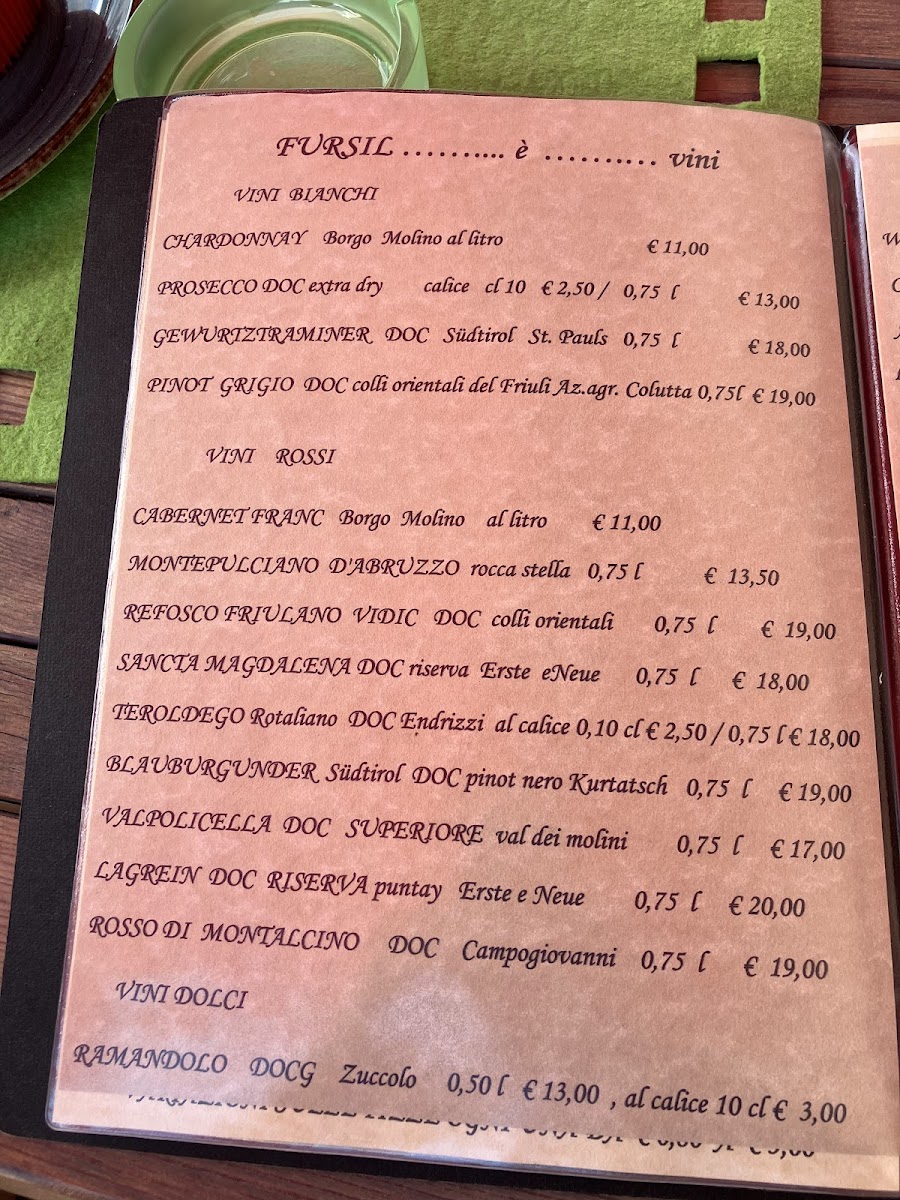 FURSIL ……... è ……..… vini
VINI BIANCHI
CHARDONNAY Borgo Molino al litro € 11,00
PROSECCO DOC extra dry calice cl 10 € 2,50 / 0,75 l € 13,00
GEWURTZTRAMINER DOC Südtirol St. Pauls 0,75 l € 18,00
PINOT GRIGIO DOC colli orientali del Friuli Az.agr. Colutta 0,75l € 19,00
VINI ROSSI
CABERNET FRANC Borgo Molino al litro € 11,00
MONTEPULCIANO D'ABRUZZO rocca stella 0,75 l € 13,50
REFOSCO FRIULANO VIDIC DOC colli orientali 0,75 l € 19,00
SANCTA MAGDALENA DOC riserva Erste eNeue 0,75 l € 18,00
TEROLDEGO Rotaliano DOC Endrizzi al calice 0,10 cl € 2,50 / 0,75 l € 18,00
BLAUBURGUNDER Südtirol DOC pinot nero Kurtatsch 0,75 l € 19,00
VALPOLICELLA DOC SUPERIORE val dei molini 0,75 l € 17,00
LAGREIN DOC RISERVA puntay Erste e Neue 0,75 l € 20,00
ROSSO DI MONTALCINO DOC Campogiovanni 0,75 l € 19,00
VINI DOLCI
RAMANDOLO DOCG Zuccolo 0,50 l € 13,00 , al calice 10 cl € 3,00